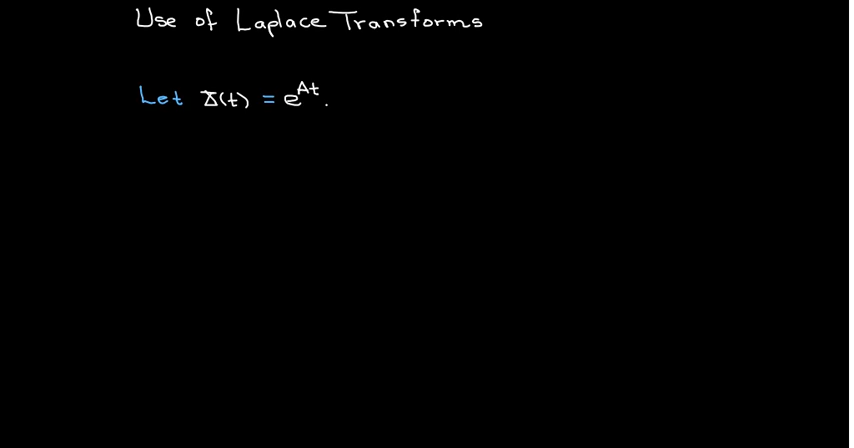 Use of Laplace Transforms
Let X(t) = e^{At}.